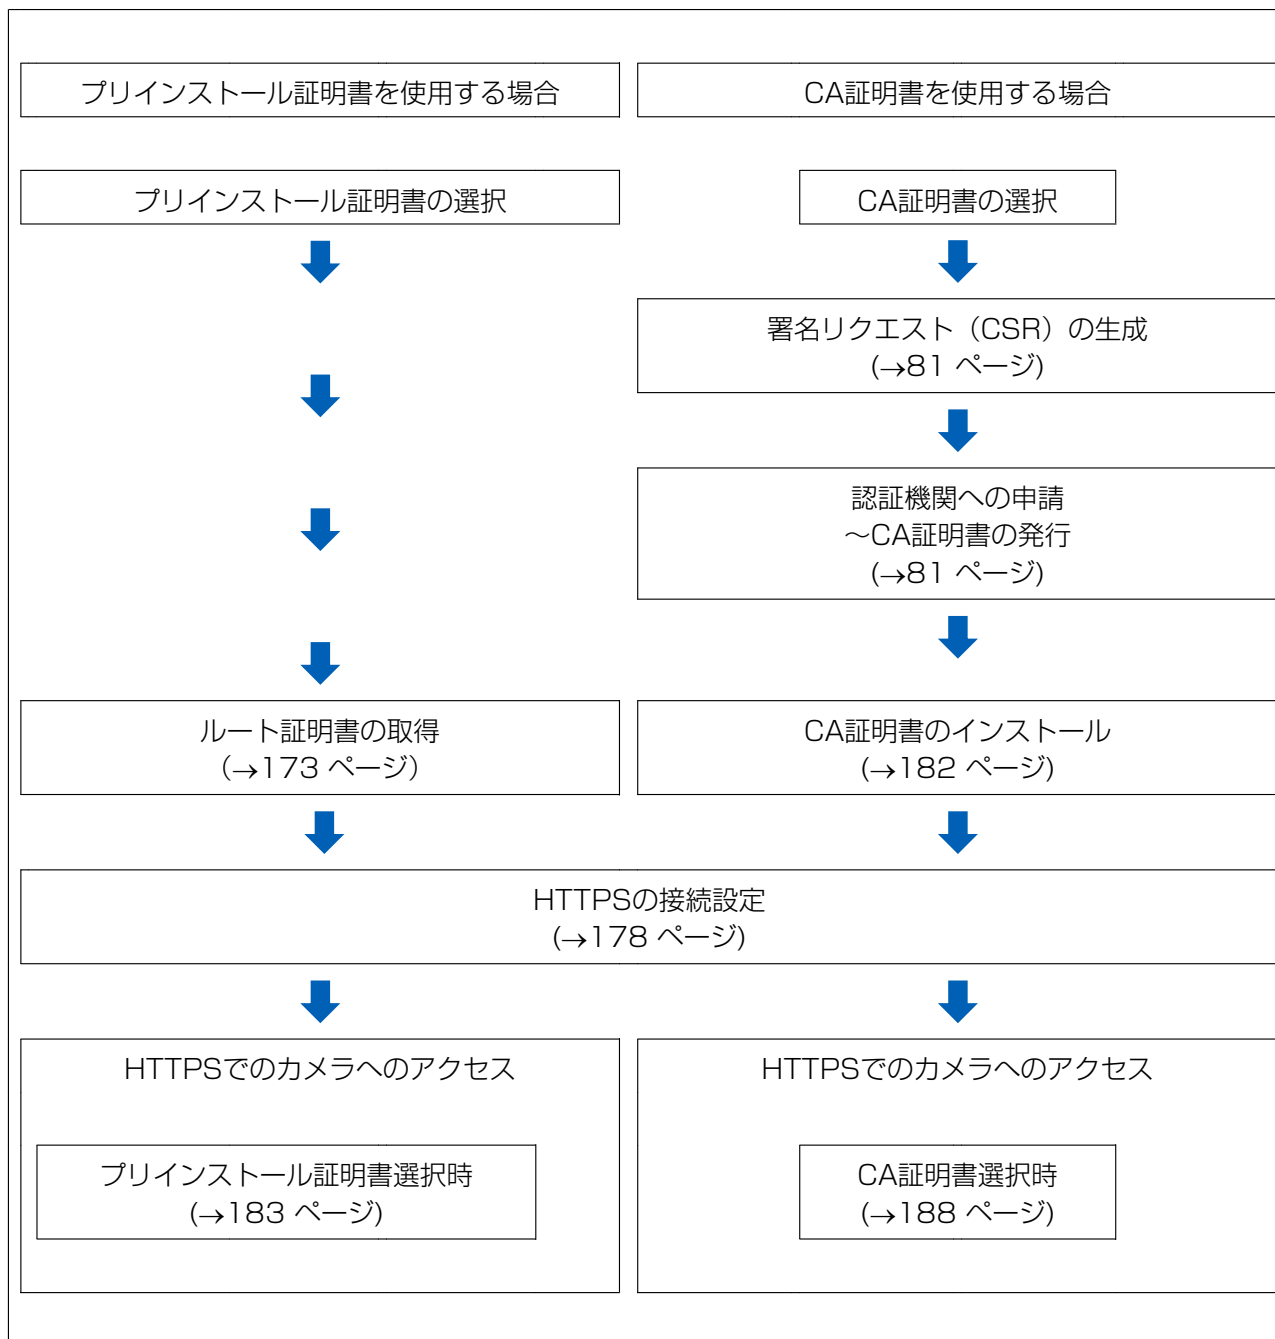 プリインストール証明書を使用する場合
CA証明書を使用する場合
プリインストール証明書の選択
CA証明書の選択
署名リクエスト（CSR）の生成
(→81 ページ)
認証機関への申請
～CA証明書の発行
(→81 ページ)
ルート証明書の取得
（→173 ページ）
CA証明書のインストール
(→182 ページ)
HTTPSの接続設定
(→178 ページ)
HTTPSでのカメラへのアクセス
プリインストール証明書選択時
(→183 ページ)
HTTPSでのカメラへのアクセス
CA証明書選択時
(→188 ページ)